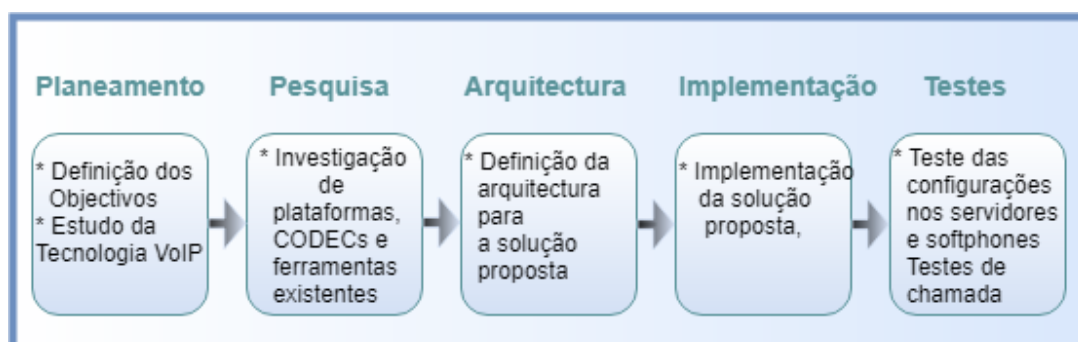 Planeamento
* Definição dos
Objectivos
* Estudo da
Tecnologia VoIP
Pesquisa
* Investigação
de
plataformas,
CODECs e
ferramentas
existentes
Arquitectura
* Definição da
arquitectura
para
a solução
proposta
Implementação
* Implementação
da solução
proposta,
Testes
* Teste das
configurações
nos servidores
e softphones
Testes de
chamada